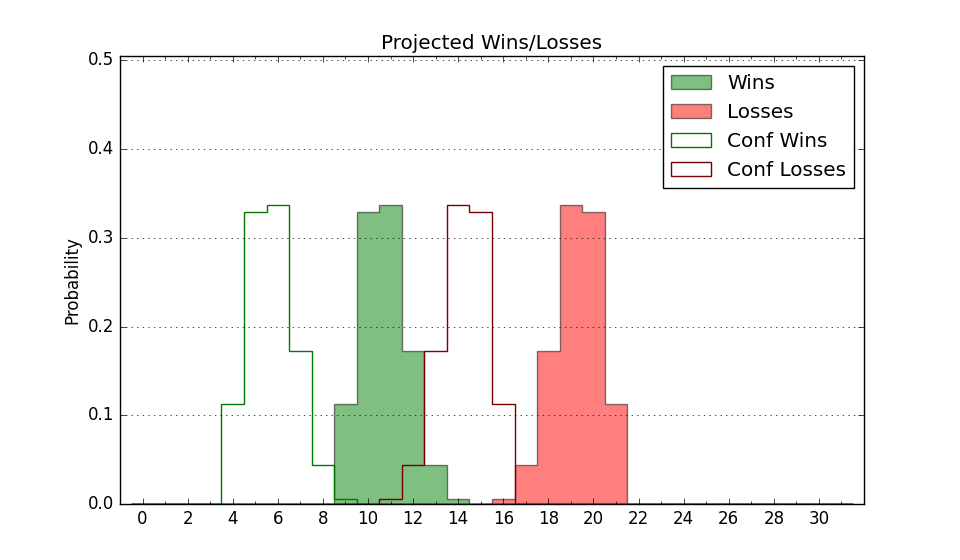 Projected Wins/Losses
0.5
0.4
0.3
0.2
0.1
0.0
Probability
Wins
Losses
Conf Wins
Conf Losses
0 2 4 6 8 10 12 14 16 18 20 22 24 26 28 30